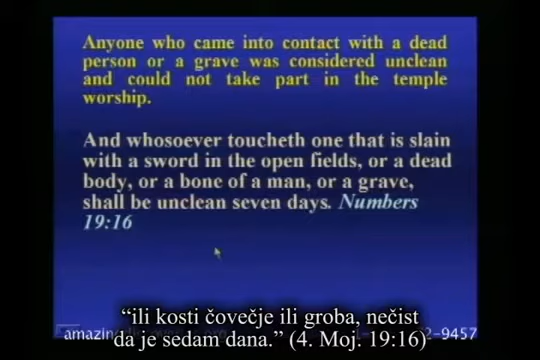 Anyone who came into contact with a dead
person or a grave was considered unclean
and could not take part in the temple
worship.
And whosoever toucheth one that is slain
with a sword in the open fields, or a dead
body, or a bone of a man, or a grave,
shall be unclean seven days. Numbers
19:16
“ili kosti čovečje ili groba, nečist
da je sedam dana.” (4. Moj. 19:16)
amazin 2-9457